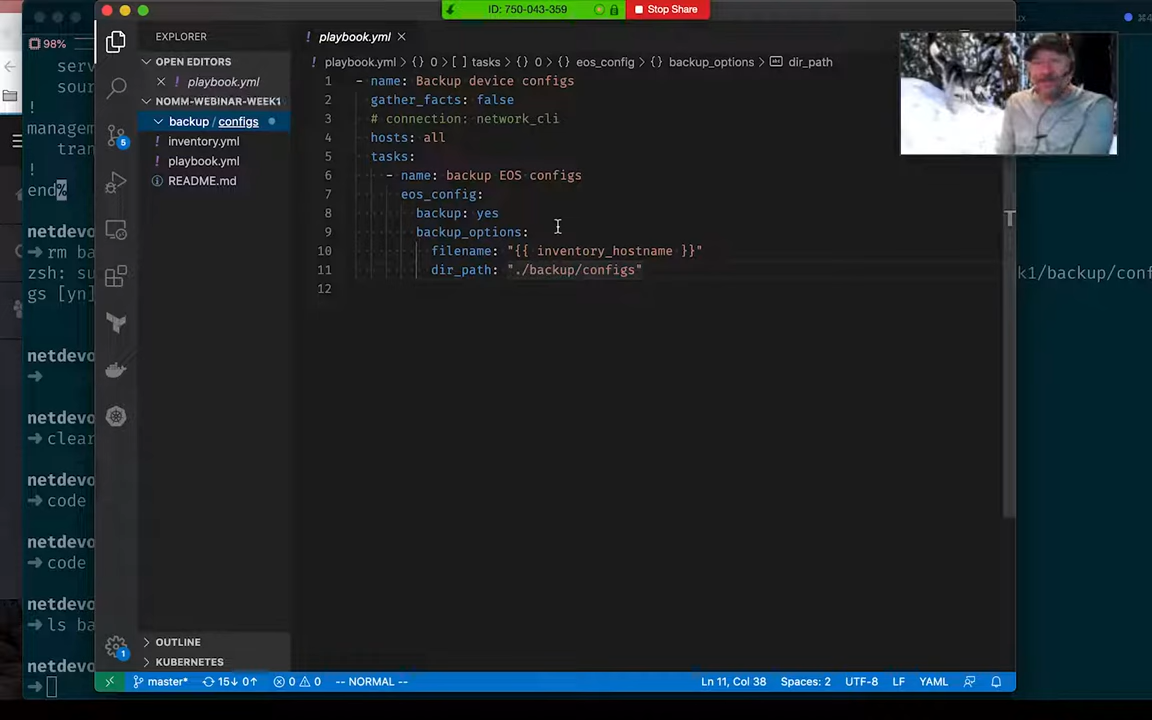 ID: 750-043-359
Stop Share
98%
serv
sour
!
managem
tran
!
end%
netdevo
→ rm ba
zsh: su
gs [yn]
netdevo
→
netdevo
→ clear
netdevo
→ code
netdevo
→ code
netdevo
→ ls ba
netdevo
→
EXPLORER
OPEN EDITORS
× ! playbook.yml
NOMM-WEBINAR-WEEK1
backup / configs
! inventory.yml
! playbook.yml
README.md
5
OUTLINE
KUBERNETES
1
! playbook.yml ×
! playbook.yml > {} 0 > [ ] tasks > {} 0 > {} eos_config > {} backup_options > dir_path
1 - name: Backup device configs
2 gather_facts: false
3 # connection: network_cli
4 hosts: all
5 tasks:
6 - name: backup EOS configs
7 eos_config:
8 backup: yes
9 backup_options:
10 filename: "{{ inventory_hostname }}"
11 dir_path: "./backup/configs"
12
k1/backup/conf
master* 15↓ 0↑ 0 0 -- NORMAL -- Ln 11, Col 38 Spaces: 2 UTF-8 LF YAML